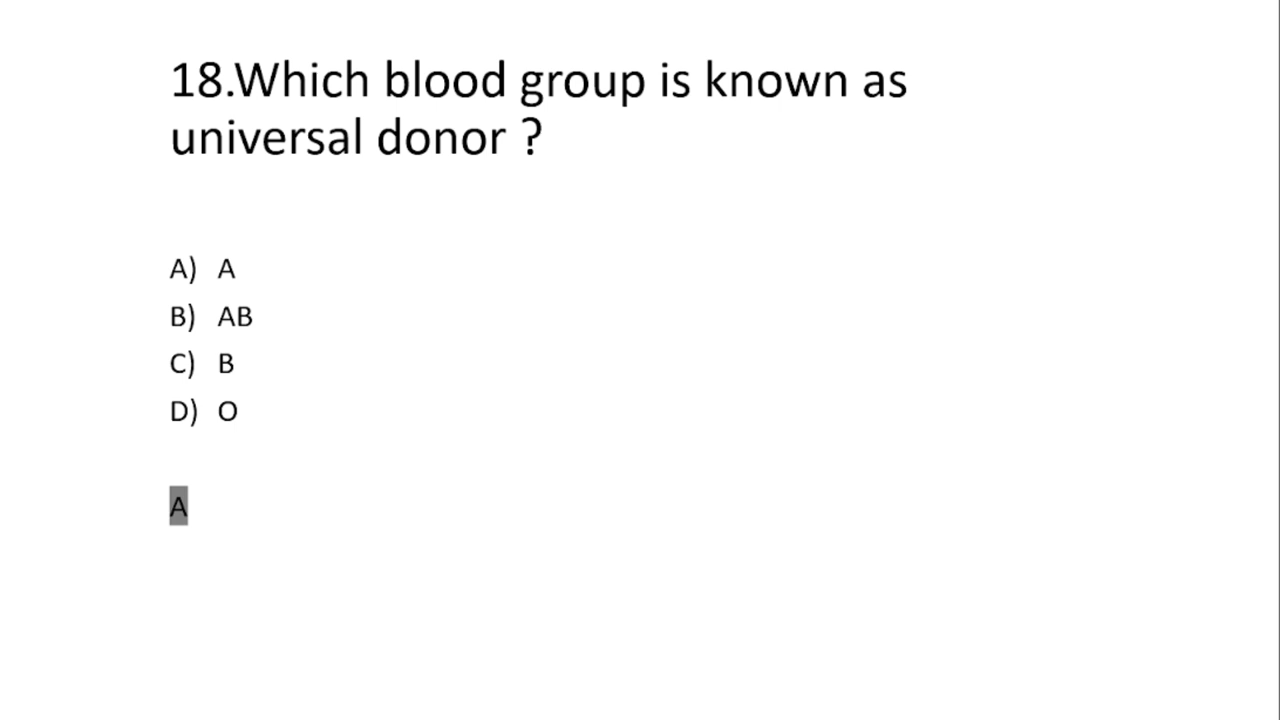 18.Which blood group is known as
universal donor ?
A) A
B) AB
C) B
D) O
A